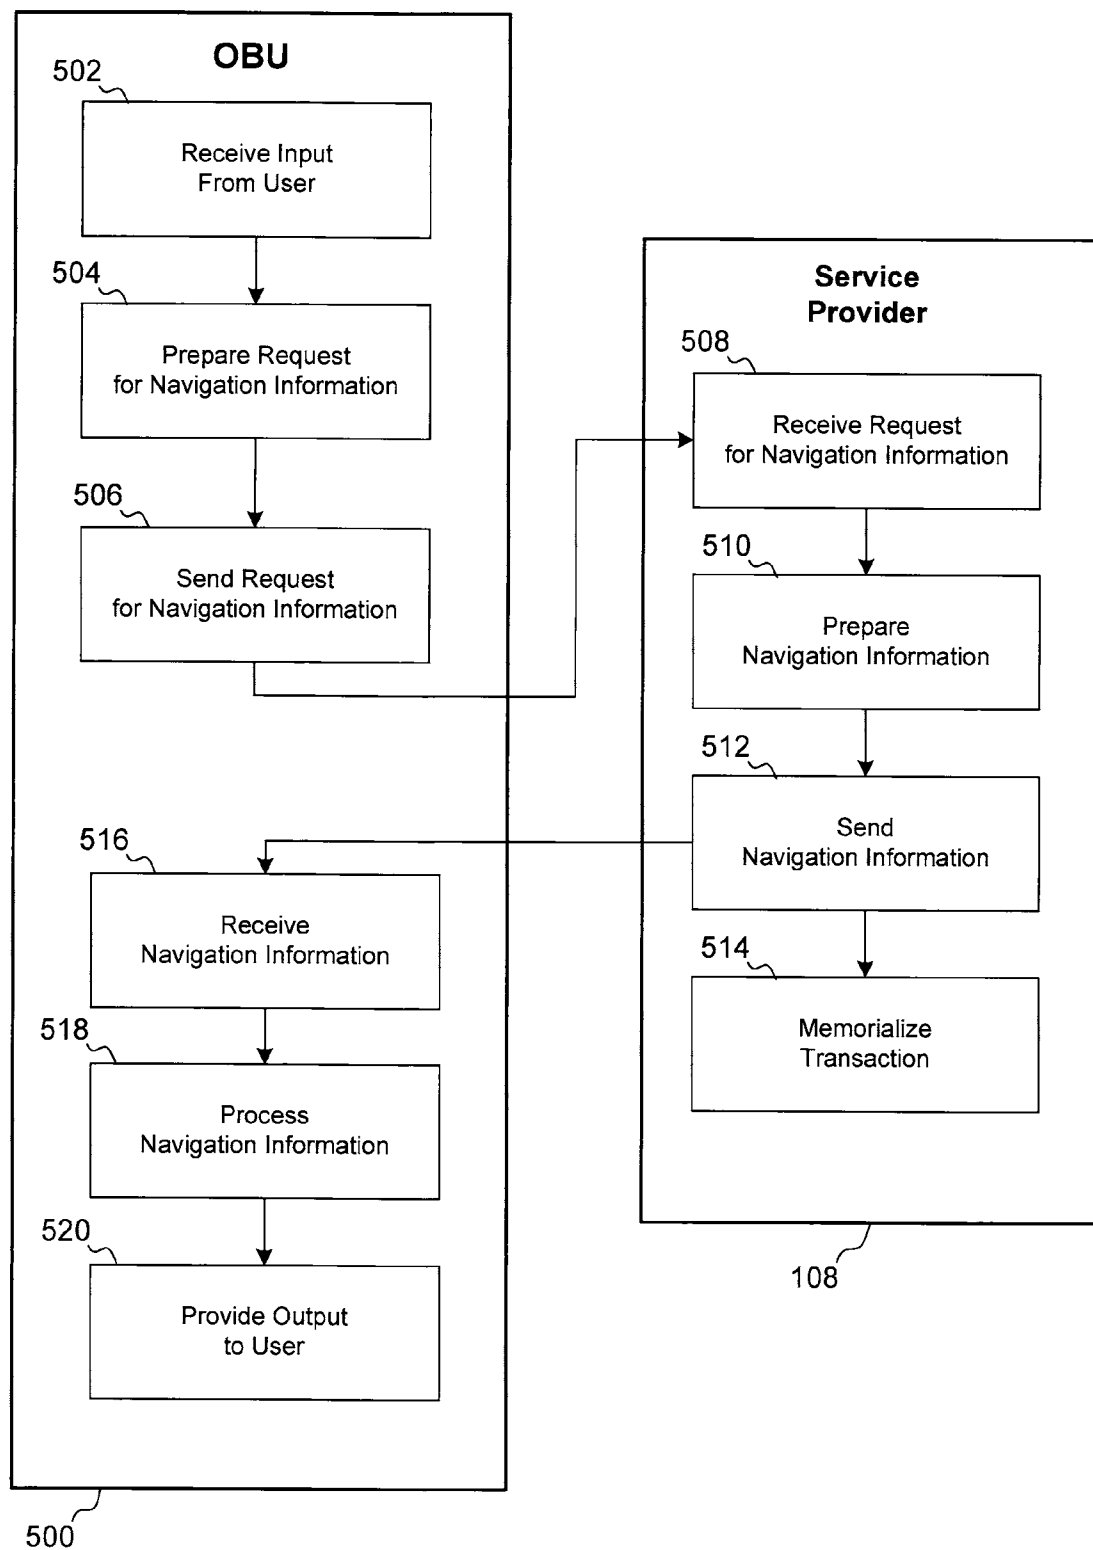 OBU
502
Receive Input
From User
504
Prepare Request
for Navigation Information
506
Send Request
for Navigation Information
516
Receive
Navigation Information
518
Process
Navigation Information
520
Provide Output
to User
500
Service
Provider
508
Receive Request
for Navigation Information
510
Prepare
Navigation Information
512
Send
Navigation Information
514
Memorialize
Transaction
108